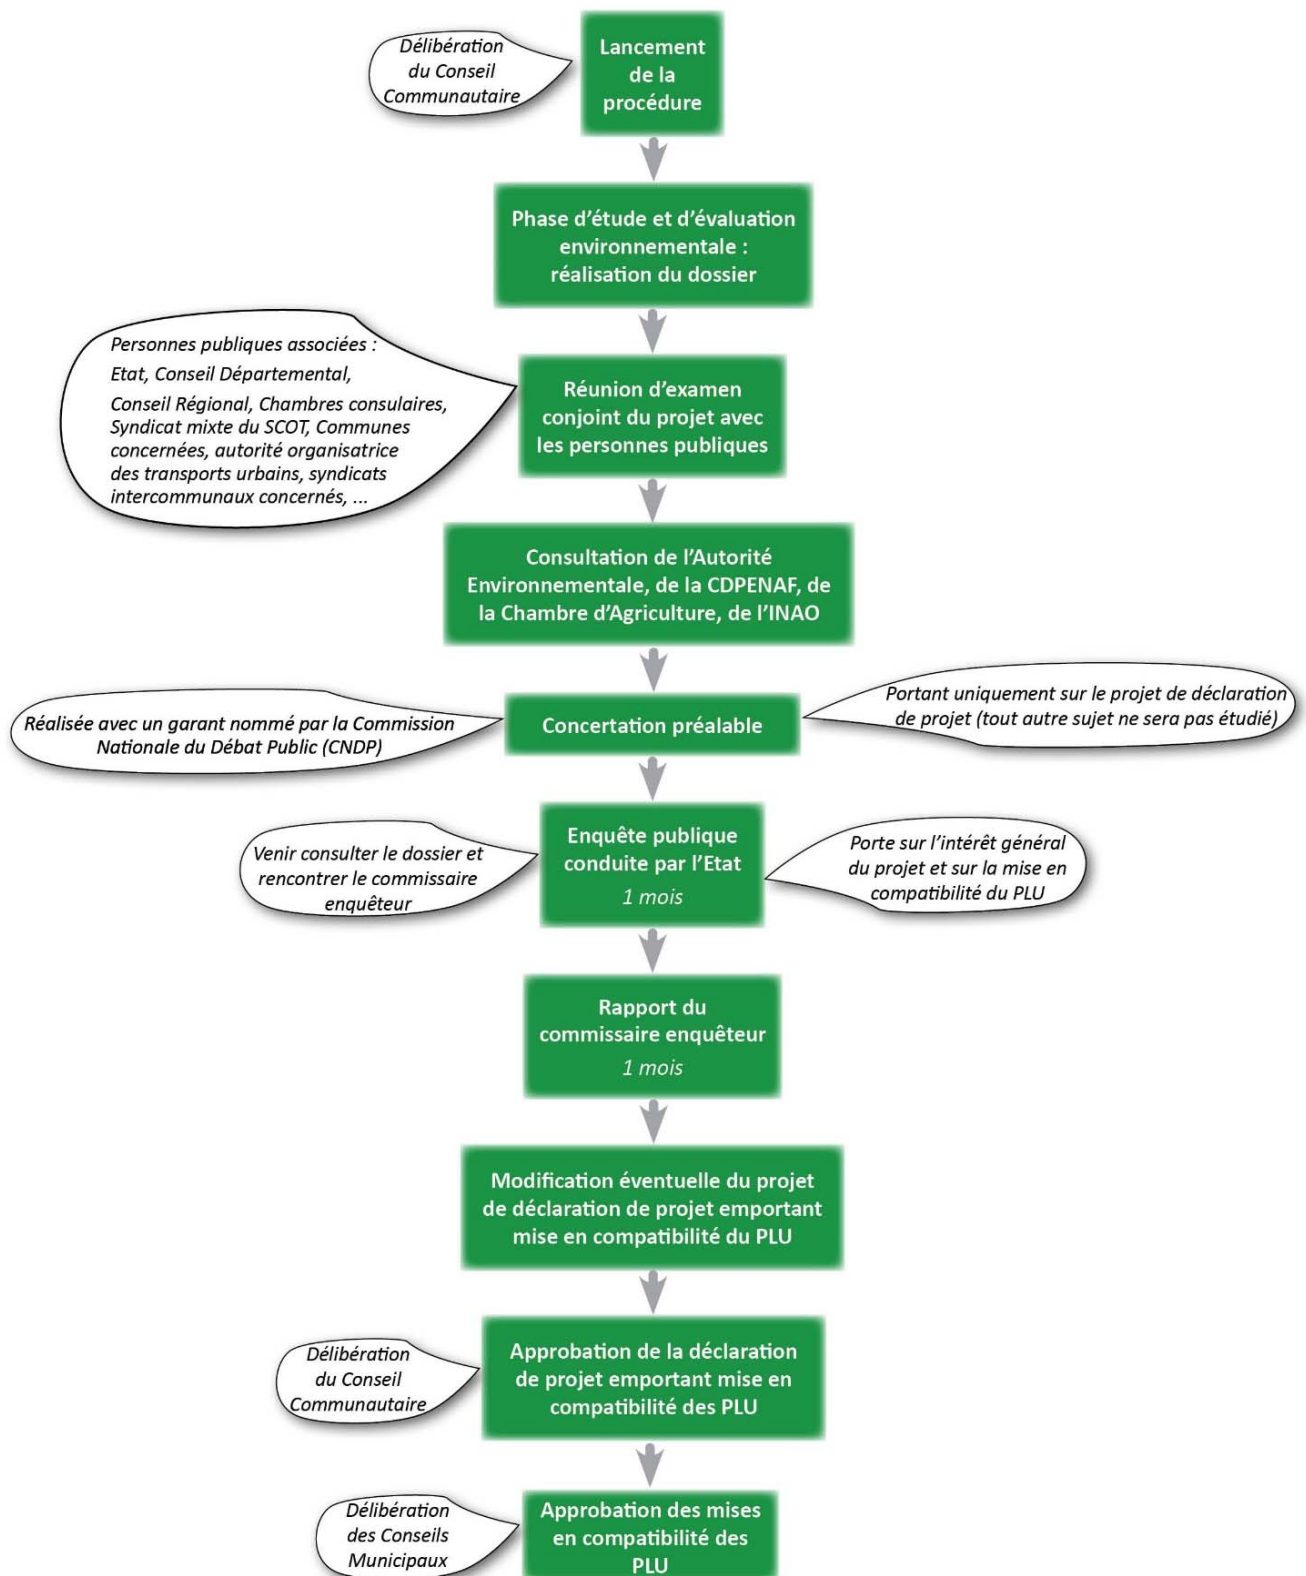 Délibération
du Conseil
Communautaire
Lancement
de la
procédure
Phase d’étude et d’évaluation
environnementale :
réalisation du dossier
Personnes publiques associées :
Etat, Conseil Départemental,
Conseil Régional, Chambres consulaires,
Syndicat mixte du SCOT, Communes
concernées, autorité organisatrice
des transports urbains, syndicats
intercommunaux concernés, ...
Réunion d’examen
conjoint du projet avec
les personnes publiques
Consultation de l’Autorité
Environnementale, de la CDPENAF, de
la Chambre d’Agriculture, de l’INAO
Réalisée avec un garant nommé par la Commission
Nationale du Débat Public (CNDP)
Concertation préalable
Portant uniquement sur le projet de déclaration
de projet (tout autre sujet ne sera pas étudié)
Venir consulter le dossier et
rencontrer le commissaire
enquêteur
Enquête publique
conduite par l’Etat
1 mois
Porte sur l’intérêt général
du projet et sur la mise en
compatibilité du PLU
Rapport du
commissaire enquêteur
1 mois
Modification éventuelle du projet
de déclaration de projet emportant
mise en compatibilité du PLU
Délibération
du Conseil
Communautaire
Approbation de la déclaration
de projet emportant mise en
compatibilité des PLU
Délibération
des Conseils
Municipaux
Approbation des mises
en compatibilité des
PLU